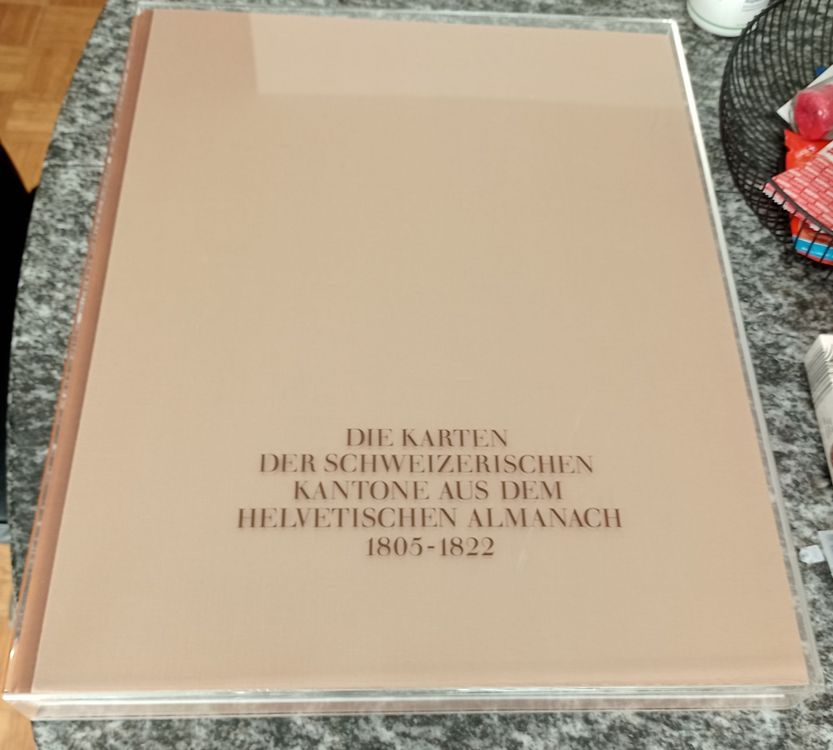 DIE KARTEN
DER SCHWEIZERISCHEN
KANTONE AUS DEM
HELVETISCHEN ALMANACH
1805-1822